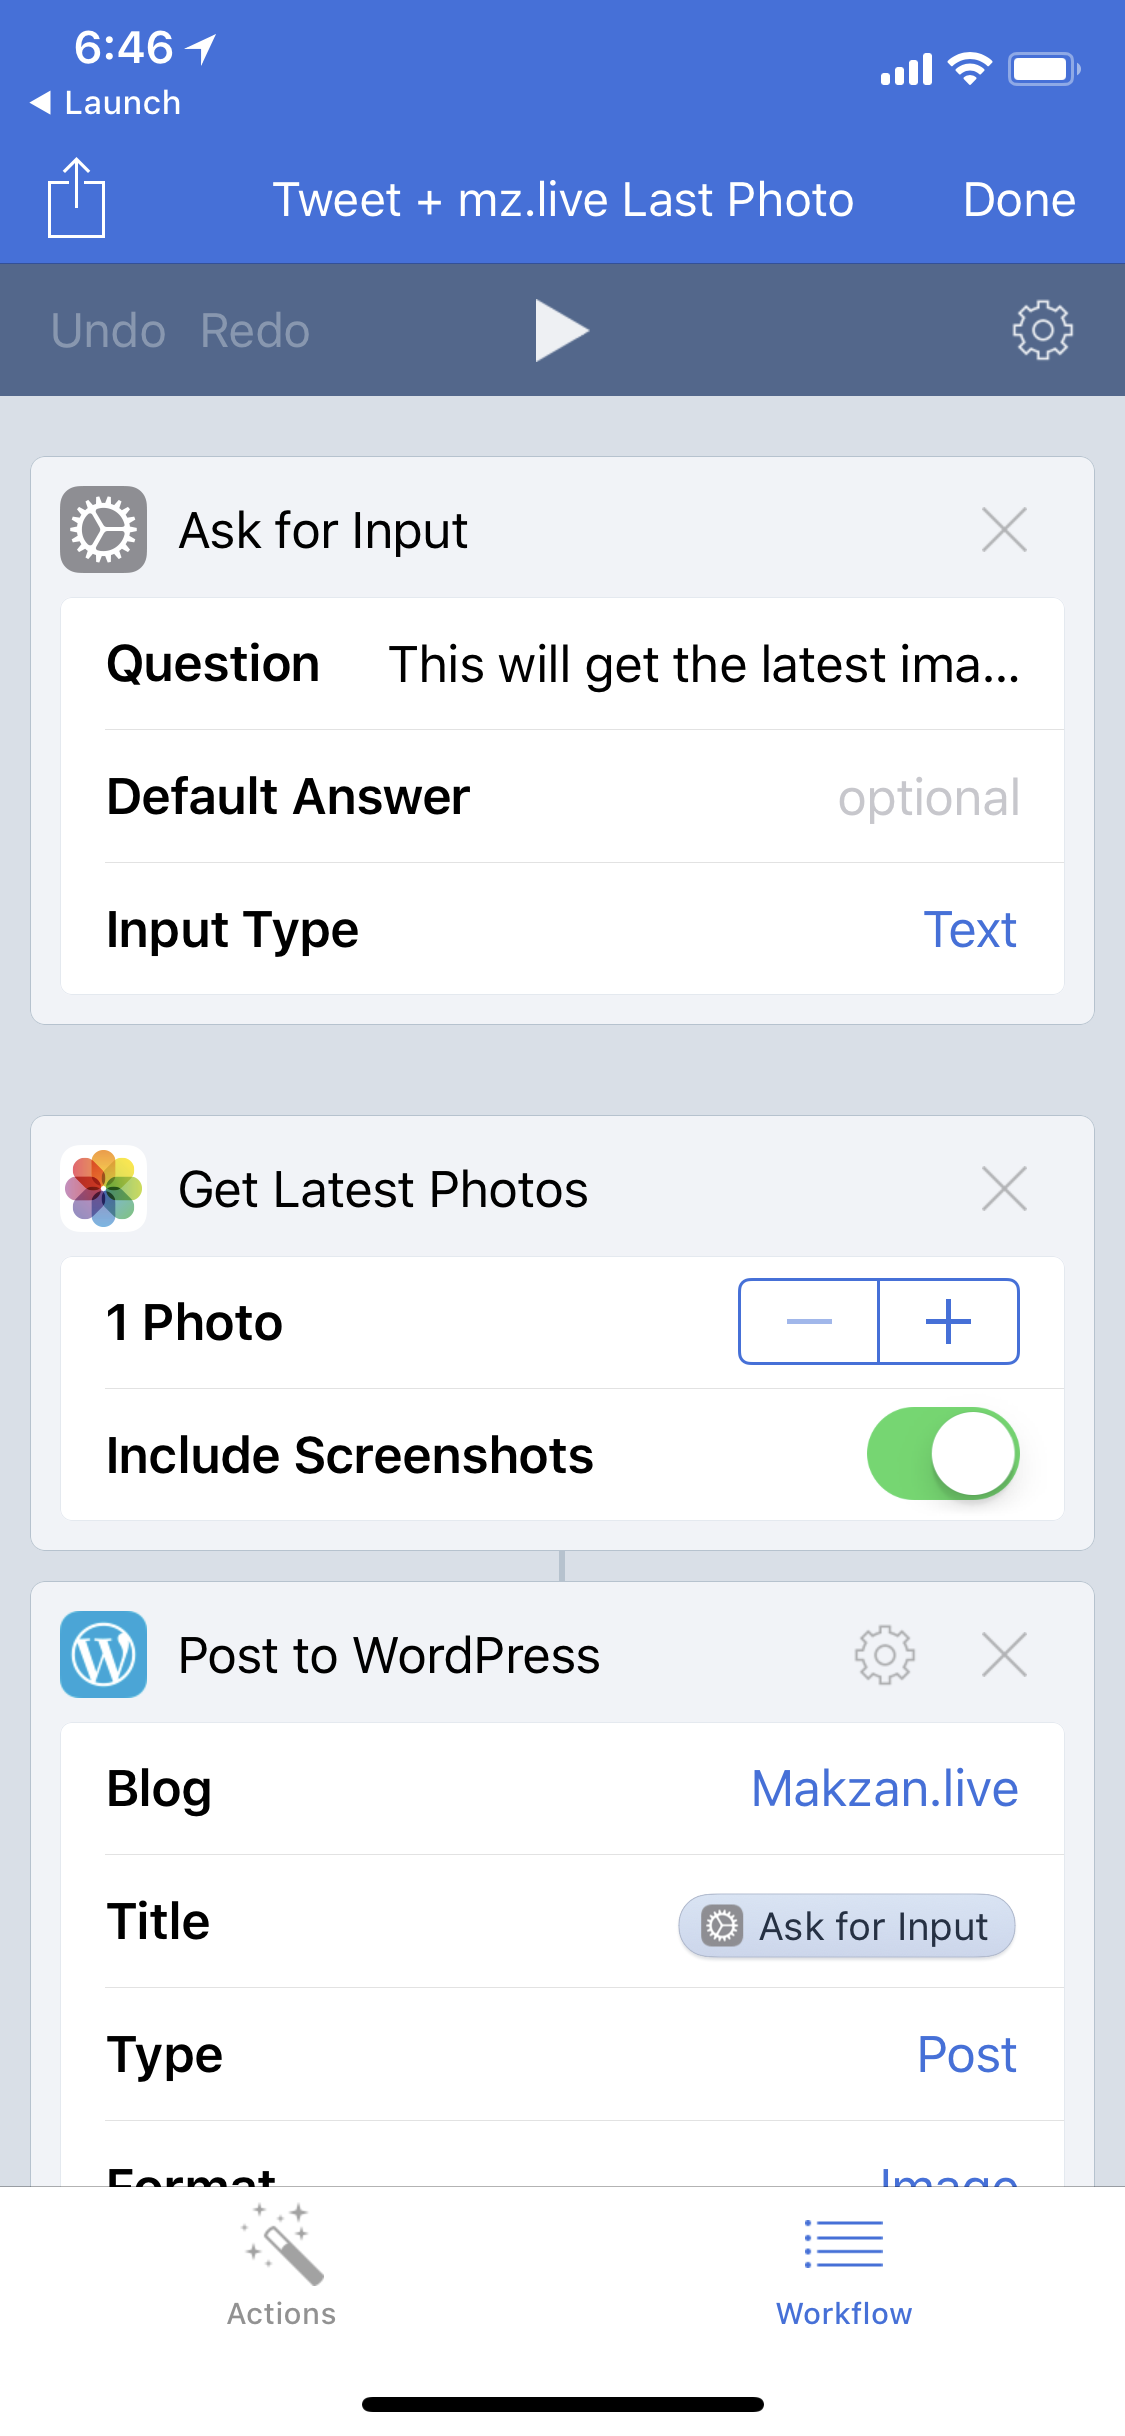 6:46
Launch
Tweet + mz.live Last Photo
Done
Undo Redo
Ask for Input
Question This will get the latest ima...
Default Answer optional
Input Type Text
Get Latest Photos
1 Photo
Include Screenshots
Post to WordPress
Blog Makzan.live
Title Ask for Input
Type Post
Format Image
Actions Workflow